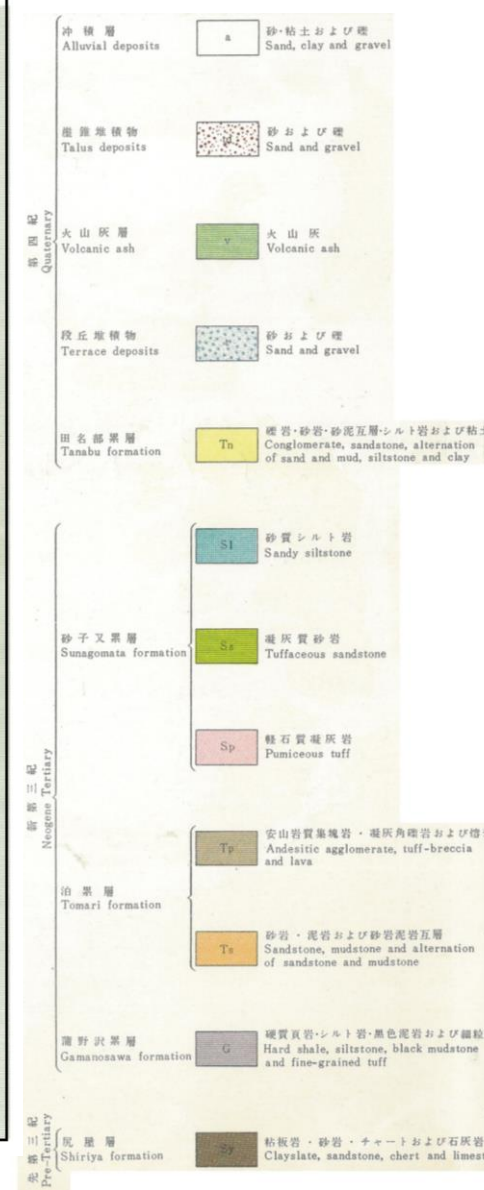 第四紀
Quaternary
冲積層
Alluvial deposits
a
砂・粘土および礫
Sand, clay and gravel
崖錐堆積物
Talus deposits
td
砂および礫
Sand and gravel
火山灰層
Volcanic ash
v
火山灰
Volcanic ash
段丘堆積物
Terrace deposits
砂および礫
Sand and gravel
田名部累層
Tanabu formation
Tn
礫岩・砂岩・砂泥互層・シルト岩および粘土
Conglomerate, sandstone, alternation
of sand and mud, siltstone and clay
新第三紀
Neogene Tertiary
砂子又累層
Sunagomata formation
Sl
砂質シルト岩
Sandy siltstone
Ss
凝灰質砂岩
Tuffaceous sandstone
Sp
軽石質凝灰岩
Pumiceous tuff
泊累層
Tomari formation
Tp
安山岩質集塊岩・凝灰角礫岩および
Andesitic agglomerate, tuff-breccia
and lava
Ts
砂岩・泥岩および砂岩泥岩互層
Sandstone, mudstone and alternation
of sandstone and mudstone
蒲野沢累層
Gamanosawa formation
G
硬質頁岩・シルト岩・黒色泥岩および細粒
Hard shale, siltstone, black mudstone
and fine-grained tuff
先第三紀
Pre-Tertiary
尻屋層
Shiriya formation
Sy
粘板岩・砂岩・チャートおよび石灰岩
Clayslate, sandstone, chert and limest